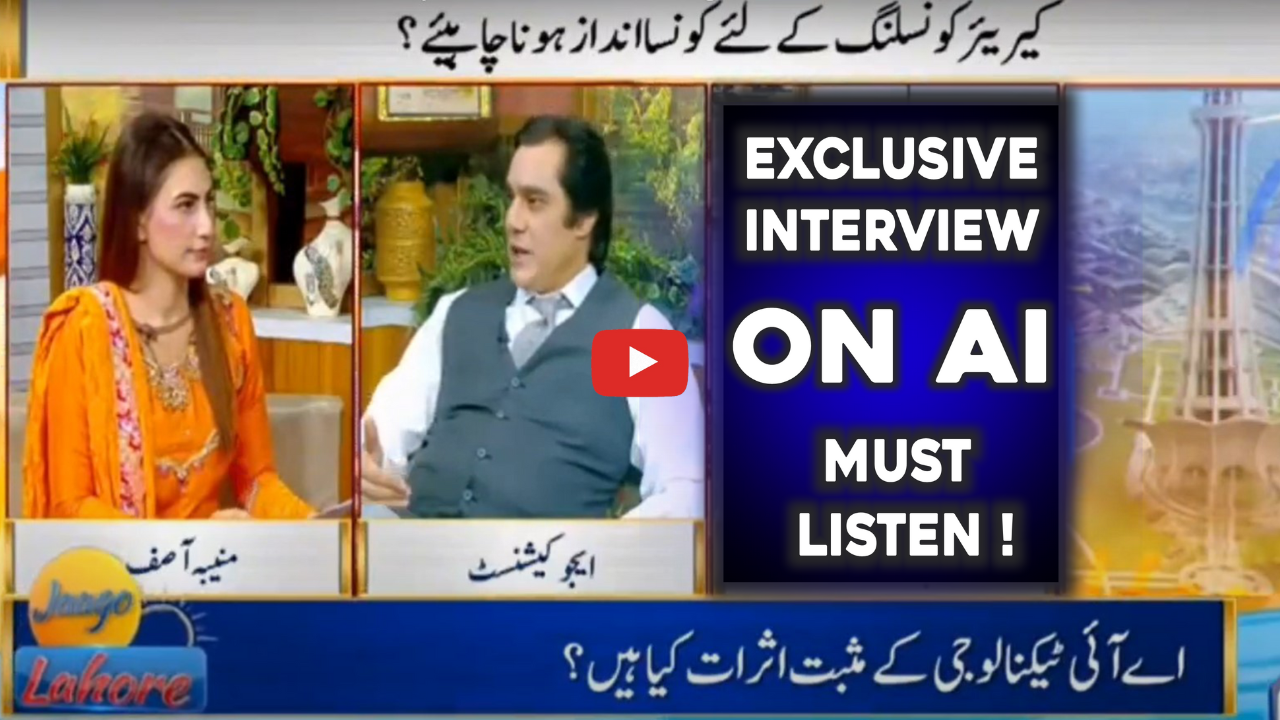 کیریئر کونسلنگ کے لئے کونسا انداز ہونا چاہیئے؟
EXCLUSIVE
INTERVIEW
ON AI
MUST
LISTEN !
منیبہ آصف
ایجوکیشنسٹ
Jaago
Lahore
اے آئی ٹیکنالوجی کے مثبت اثرات کیا ہیں؟